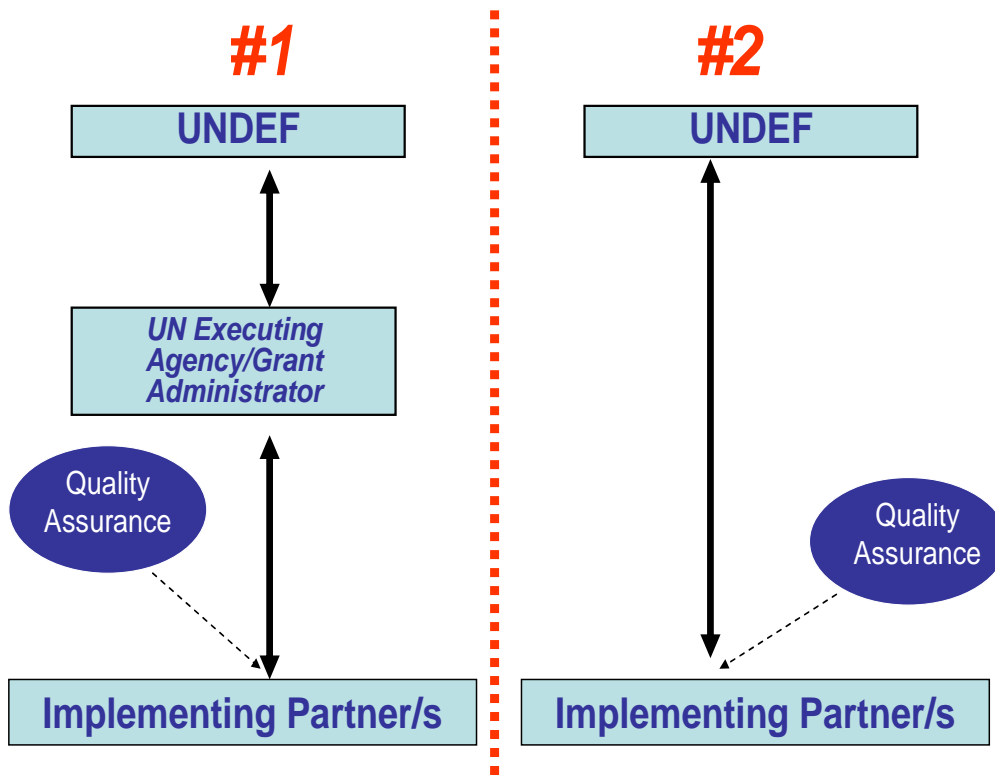 #1
UNDEF
UN Executing
Agency/Grant
Administrator
Quality
Assurance
Implementing Partner/s
#2
UNDEF
Quality
Assurance
Implementing Partner/s